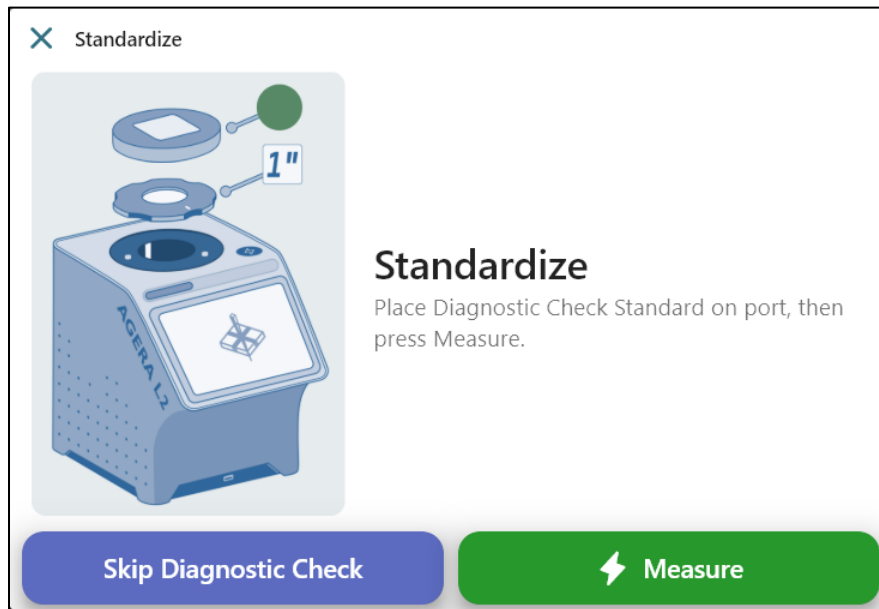 Standardize
1"
AGERA L2
Standardize
Place Diagnostic Check Standard on port, then
press Measure.
Skip Diagnostic Check
Measure